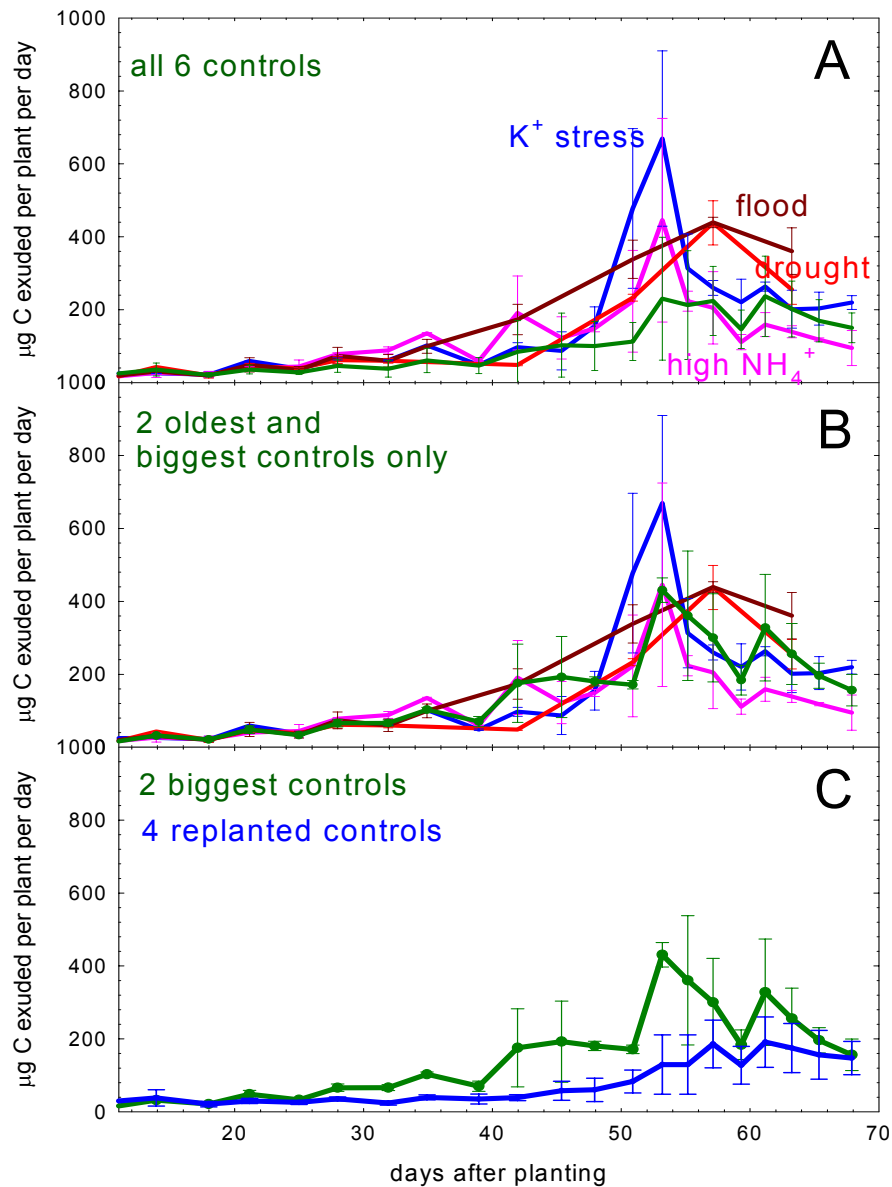 1000
800
600
400
200
μg C exuded per plant per day
all 6 controls
A
K+ stress
flood
drought
high NH4+
1000
0
800
600
400
200
μg C exuded per plant per day
2 oldest and
biggest controls only
B
1000
0
800
600
400
200
0
μg C exuded per plant per day
2 biggest controls
4 replanted controls
C
20 30 40 50 60 70
days after planting